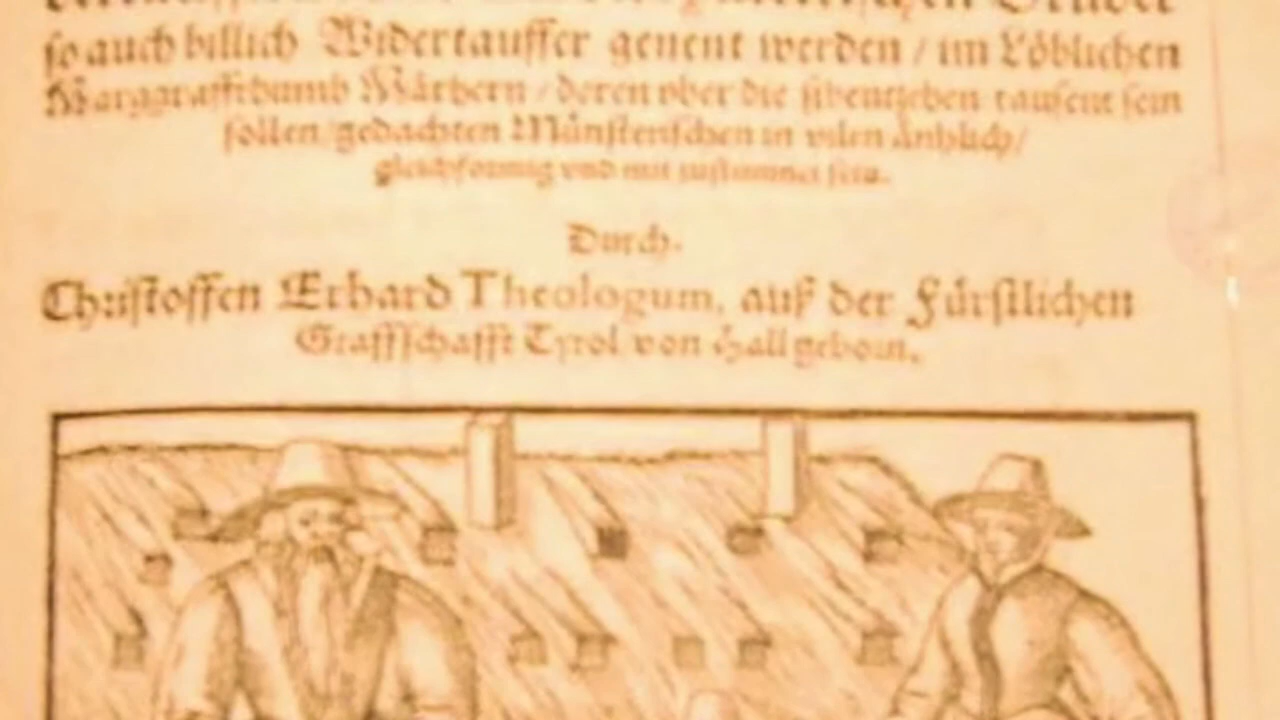 so auch billich Widertauffer genent werden / im Löblichen
Marggraffthumb Märhern / deren vber die sibentzehen tausent sein
sollen / gedachten Münsterischen in vilen änhlich /
gleichförmig vnd mit zustimmet sein.
Durch.
Christoffen Erhard Theologum, auß der Fürstlichen
Graffschafft Tyrol von Hall geborn.